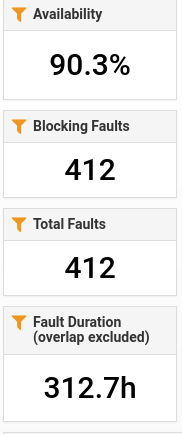 Availability
90.3%
Blocking Faults
412
Total Faults
412
Fault Duration
(overlap excluded)
312.7h